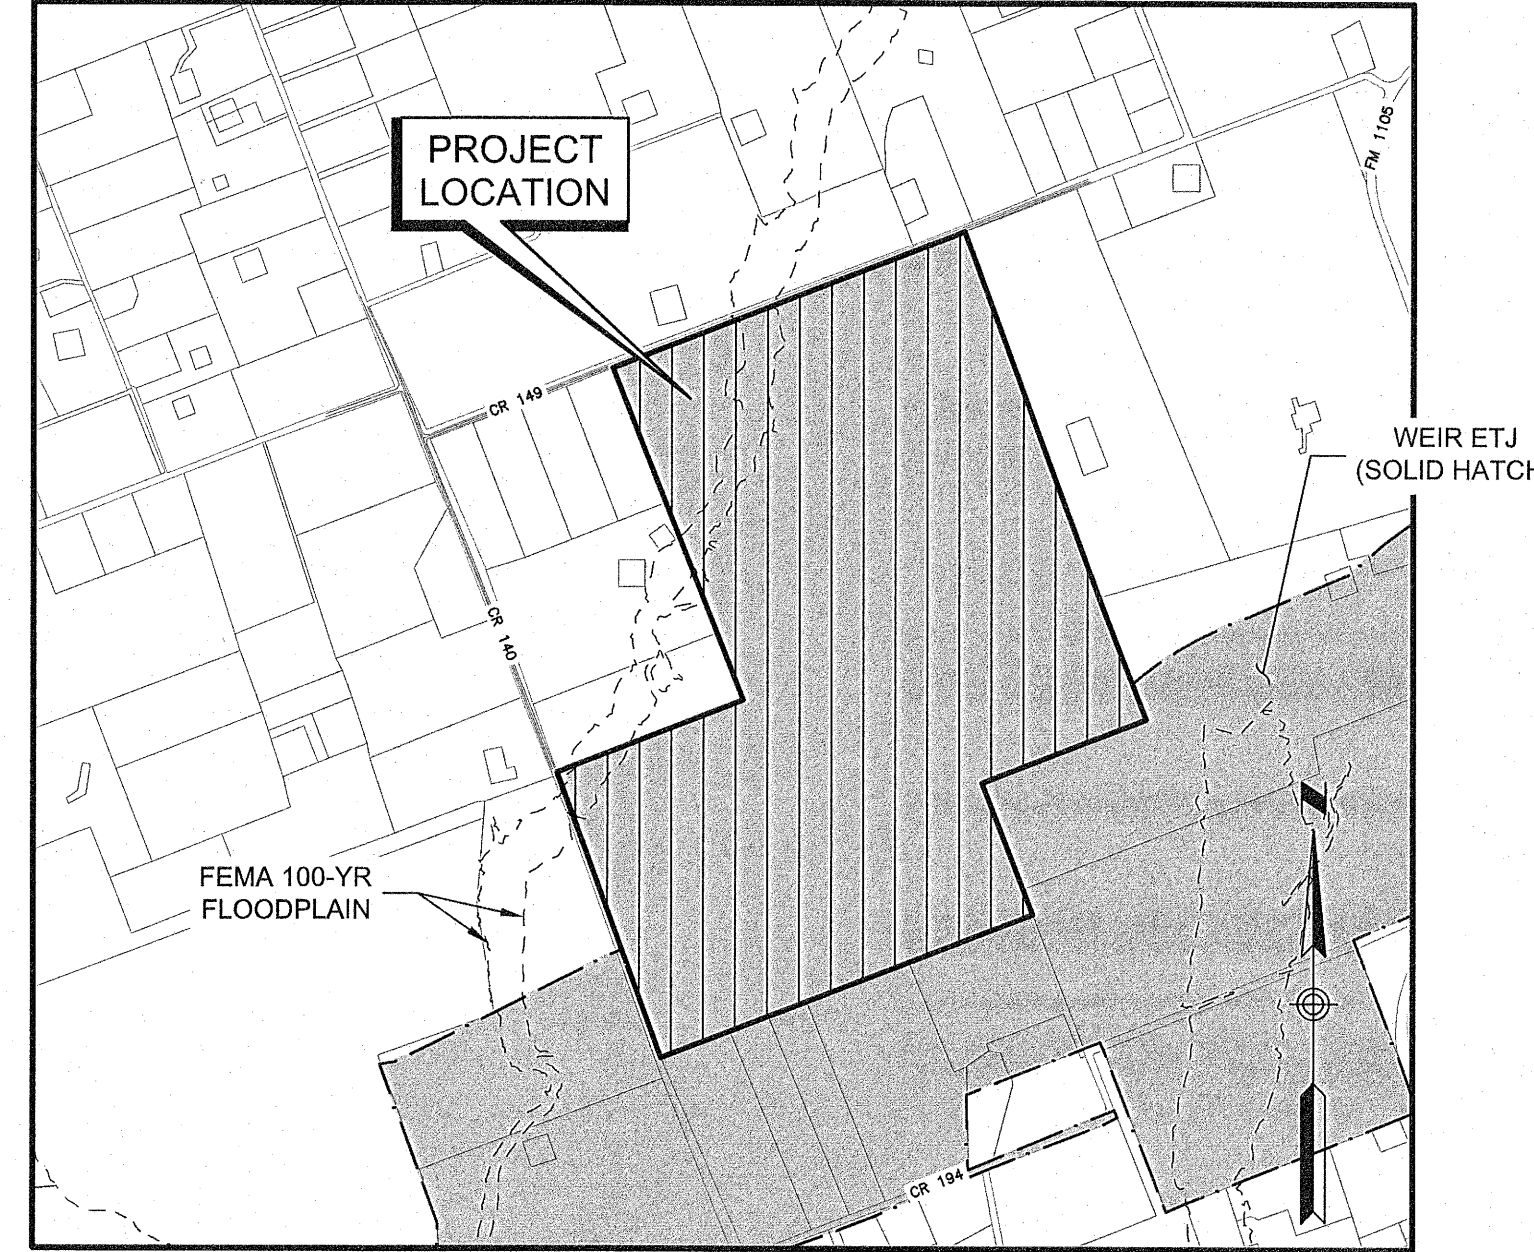 PROJECT
LOCATION
FM 1105
CR 149
WEIR ETJ
(SOLID HATCH
CR 140
N
FEMA 100-YR
FLOODPLAIN
CR 194